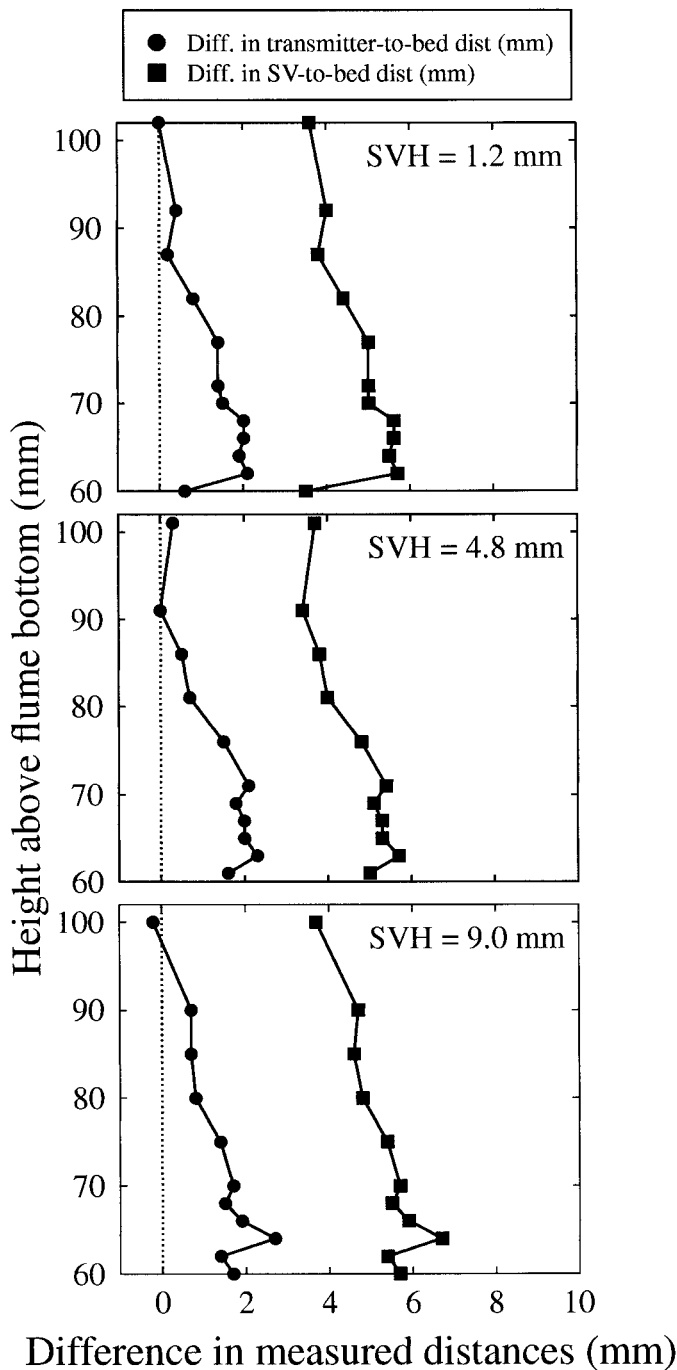 Diff. in transmitter-to-bed dist (mm)
Diff. in SV-to-bed dist (mm)
SVH = 1.2 mm
100
90
80
70
60
SVH = 4.8 mm
100
90
80
70
60
SVH = 9.0 mm
100
90
80
70
60
0 2 4 6 8 10
Height above flume bottom (mm)
Difference in measured distances (mm)